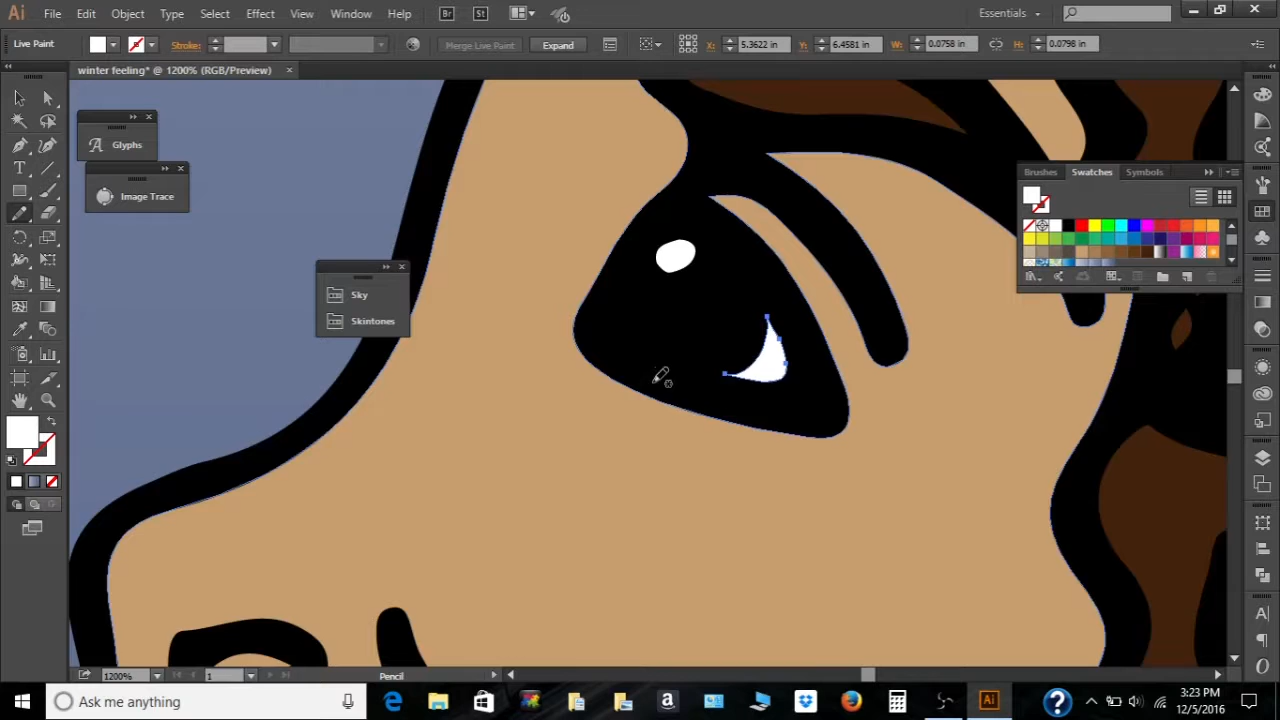 Ai File Edit Object Type Select Effect View Window Help Br St Essentials
Live Paint Stroke: Merge Live Paint Expand X: 5.3622 in Y: 6.4581 in W: 0.0758 in H: 0.0798 in
winter feeling* @ 1200% (RGB/Preview)
Glyphs
Image Trace
Brushes Swatches Symbols
Sky
Skintones
1200% 1 Pencil
Ask me anything
3:23 PM
12/5/2016